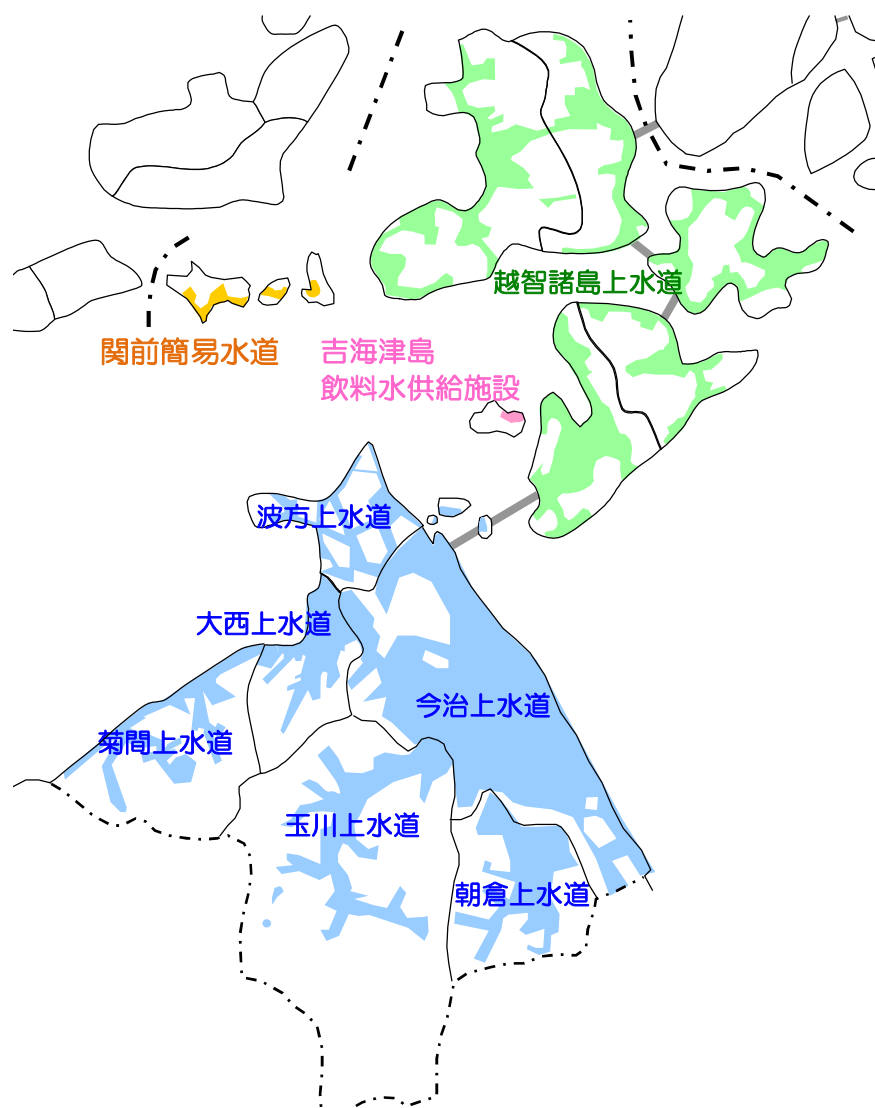 越智諸島上水道
関前簡易水道
吉海津島
飲料水供給施設
波方上水道
大西上水道
今治上水道
菊間上水道
玉川上水道
朝倉上水道